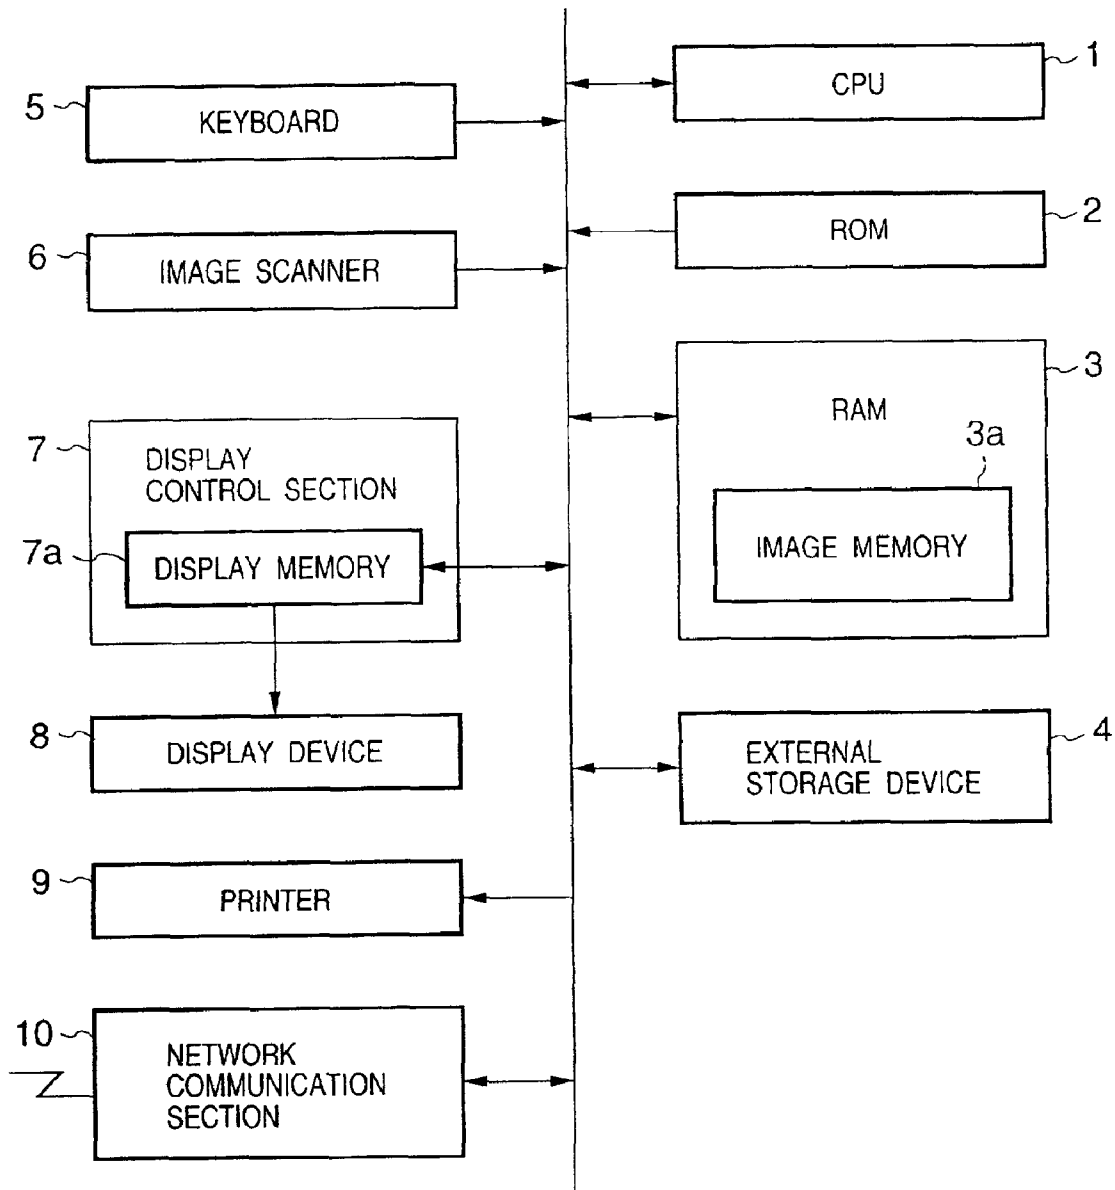 1
CPU
5
KEYBOARD
2
ROM
6
IMAGE SCANNER
3
RAM
3a
IMAGE MEMORY
7
DISPLAY
CONTROL SECTION
7a
DISPLAY MEMORY
8
DISPLAY DEVICE
4
EXTERNAL
STORAGE DEVICE
9
PRINTER
10
NETWORK
COMMUNICATION
SECTION